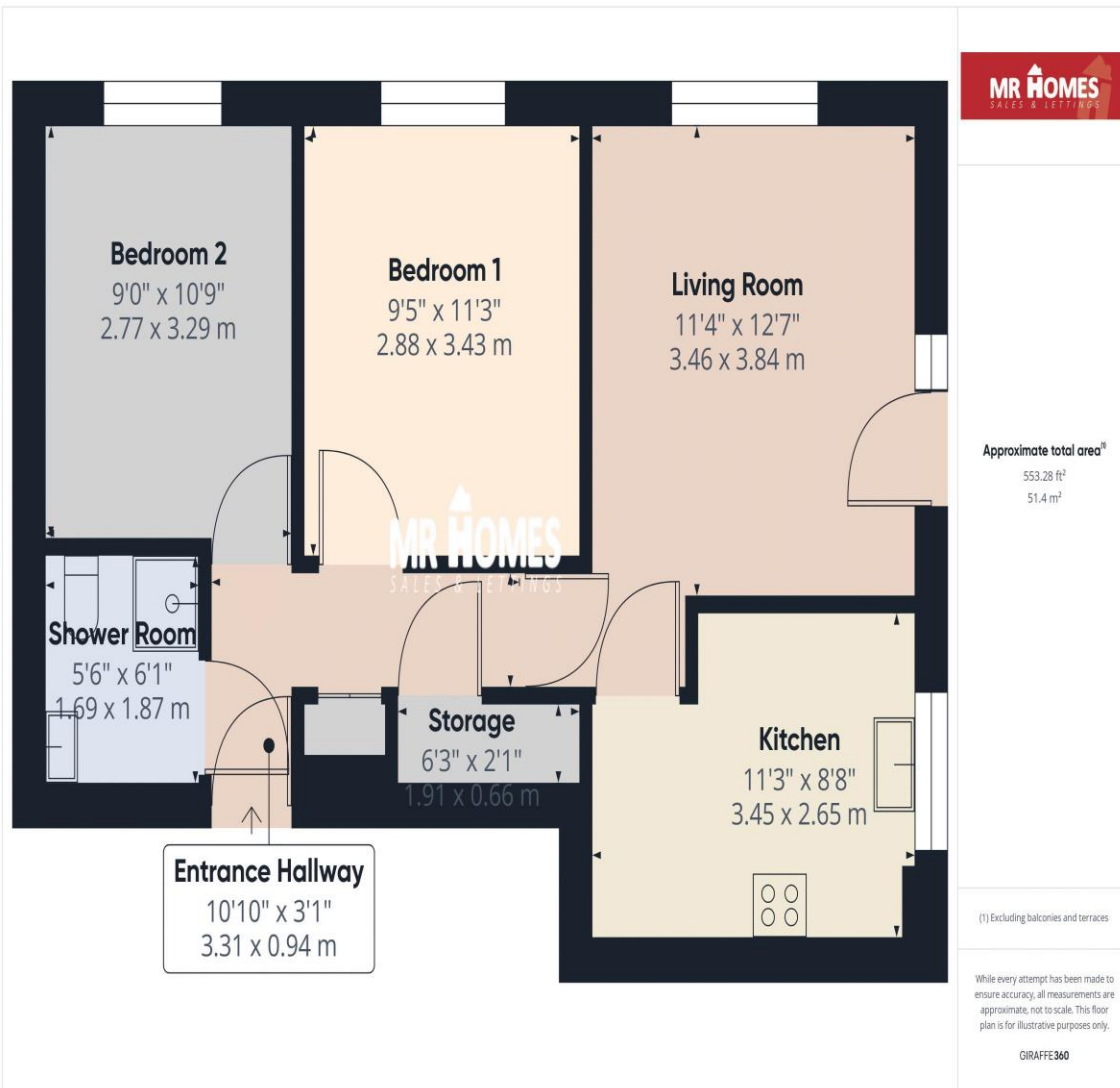 MR HOMES
SALES & LETTINGS
Bedroom 2
9'0" x 10'9"
2.77 x 3.29 m
Bedroom 1
9'5" x 11'3"
2.88 x 3.43 m
Living Room
11'4" x 12'7"
3.46 x 3.84 m
Approximate total area(1)
553.28 ft²
51.4 m²
MR HOMES
SALES & LETTINGS
Shower Room
5'6" x 6'1"
1.69 x 1.87 m
Storage
6'3" x 2'1"
1.91 x 0.66 m
Kitchen
11'3" x 8'8"
3.45 x 2.65 m
Entrance Hallway
10'10" x 3'1"
3.31 x 0.94 m
(1) Excluding balconies and terraces
While every attempt has been made to
ensure accuracy, all measurements are
approximate, not to scale. This floor
plan is for illustrative purposes only.
GIRAFFE360